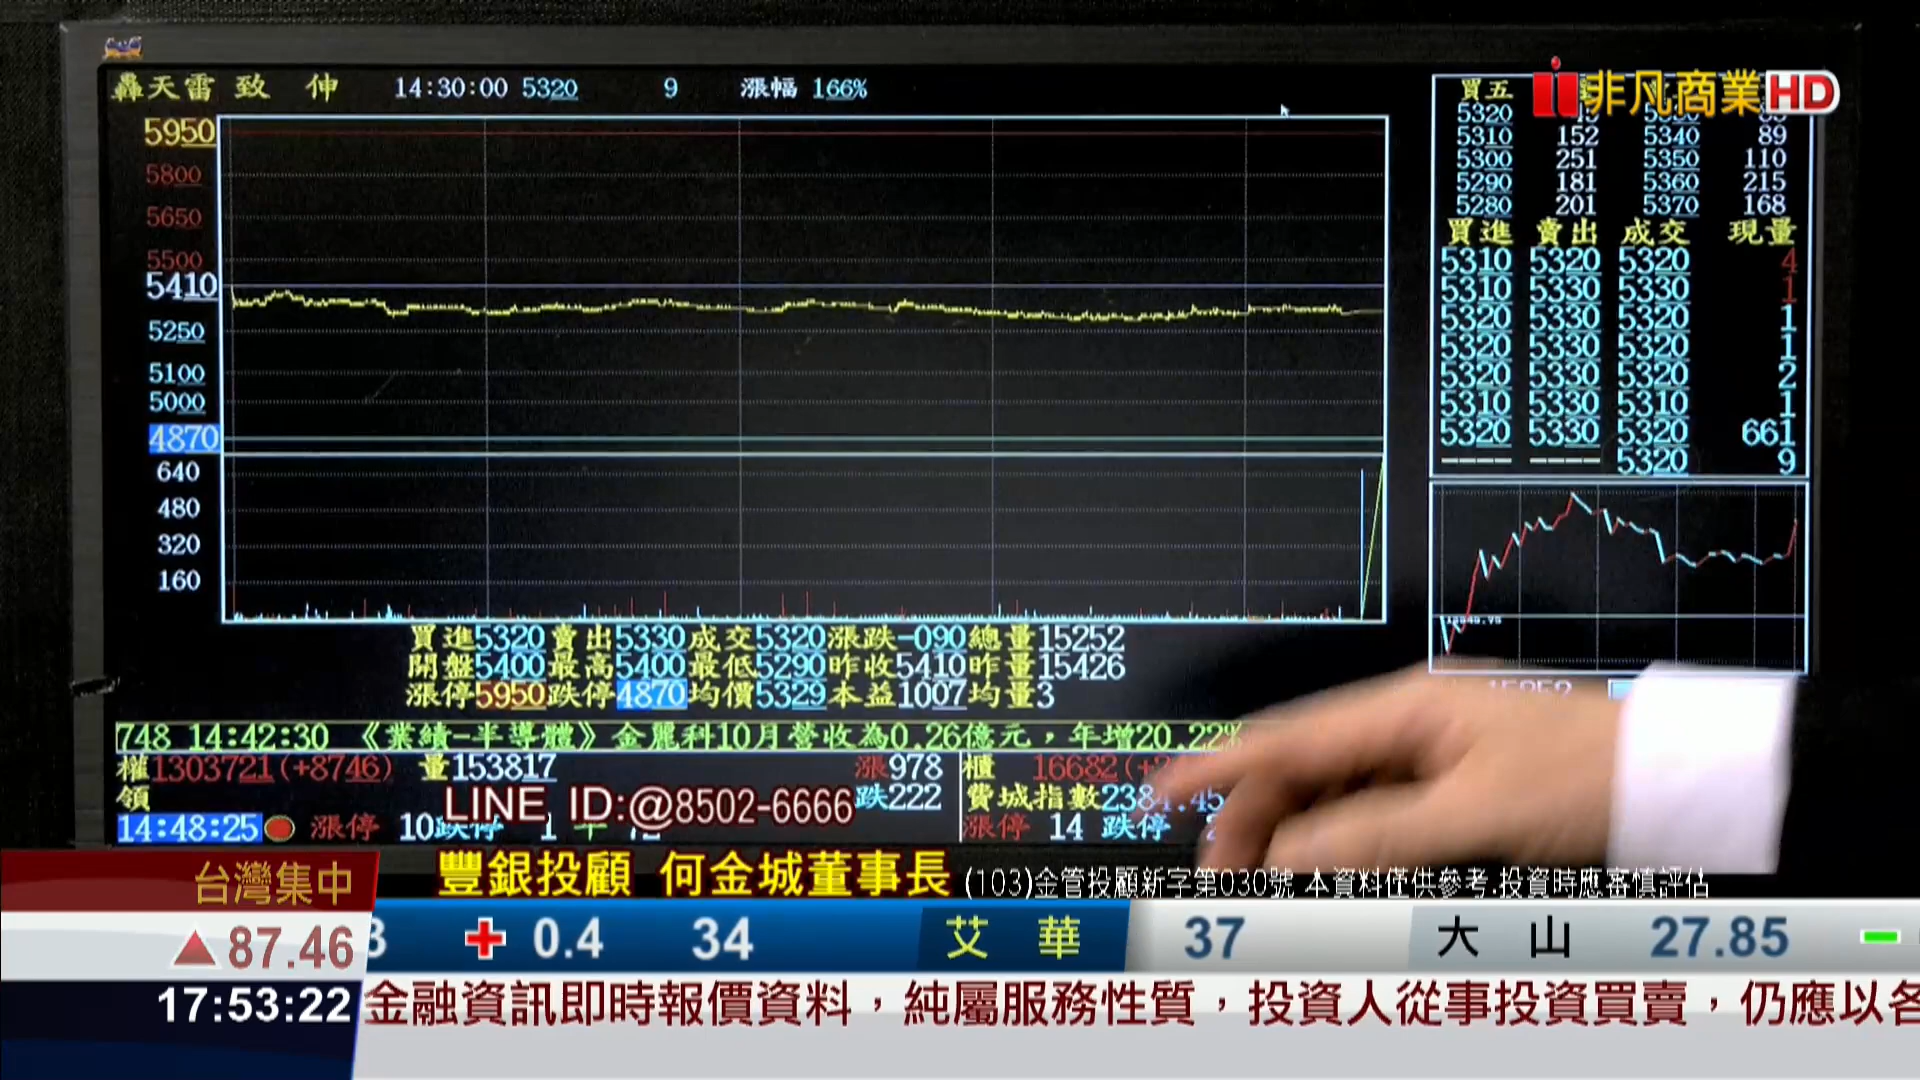 轟天雷 致 伸 14:30:00 5320 9 漲幅 166%
非凡商業HD
5950
5800
5650
5500
5410
5250
5100
5000
4870
640
480
320
160
買五
5320
5310 152 5340 89
5300 251 5350 110
5290 181 5360 215
5280 201 5370 168
買進 賣出 成交 現量
5310 5320 5320 4
5310 5330 5330 1
5320 5330 5320 1
5320 5330 5320 1
5320 5330 5320 2
5310 5330 5310 1
5320 5330 5320 661
---- ---- 5320 9
買進5320賣出5330成交5320漲跌-090總量15252
開盤5400最高5400最低5290昨收5410昨量15426
漲停5950跌停4870均價5329本益1007均量3
748 14:42:30 《業績-半導體》金麗科10月營收為0.26億元，年增20.22%
權1303721(+8746) 量153817 漲978 櫃 16682
領 跌222 費城指數2384.45
LINE ID:@8502-6666
14:48:25 漲停 10跌停 1 平 漲停 14 跌停
台灣集中
豐銀投顧 何金城董事長 (103)金管投顧新字第030號 本資料僅供參考.投資時應審慎評估
▲87.46
3 + 0.4 34 艾 華 37 大 山 27.85 -
17:53:22
金融資訊即時報價資料，純屬服務性質，投資人從事投資買賣，仍應以各